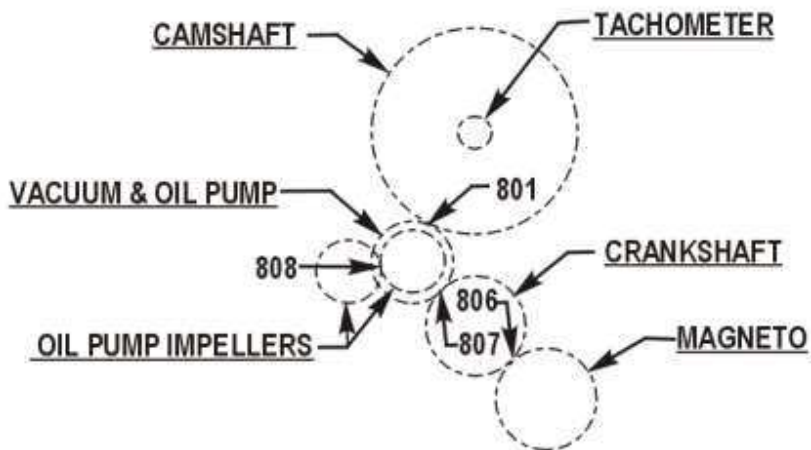 CAMSHAFT
TACHOMETER
VACUUM & OIL PUMP
801
808
CRANKSHAFT
806
OIL PUMP IMPELLERS
807
MAGNETO